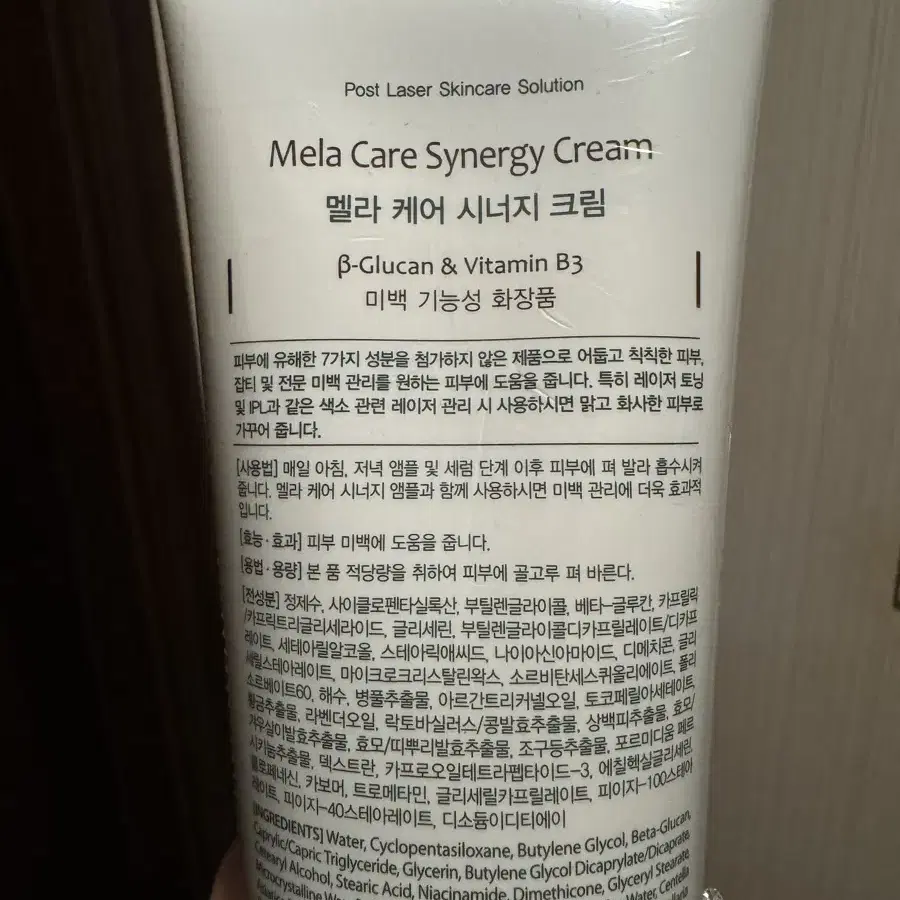 Post Laser Skincare Solution
Mela Care Synergy Cream
멜라 케어 시너지 크림
β-Glucan & Vitamin B3
미백 기능성 화장품
피부에 유해한 7가지 성분을 첨가하지 않은 제품으로 어둡고 칙칙한 피부,
잡티 및 전문 미백 관리를 원하는 피부에 도움을 줍니다. 특히 레이저 토닝
및 IPL과 같은 색소 관련 레이저 관리 시 사용하시면 맑고 화사한 피부로
가꾸어 줍니다.
[사용법] 매일 아침, 저녁 앰플 및 세럼 단계 이후 피부에 펴 발라 흡수시켜
줍니다. 멜라 케어 시너지 앰플과 함께 사용하시면 미백 관리에 더욱 효과적
입니다.
[효능·효과] 피부 미백에 도움을 줍니다.
[용법·용량] 본 품 적당량을 취하여 피부에 골고루 펴 바른다.
[전성분] 정제수, 사이클로펜타실록산, 부틸렌글라이콜, 베타-글루칸, 카프릴릭
/카프릭트리글리세라이드, 글리세린, 부틸렌글라이콜디카프릴레이트/디카프
레이트, 세테아릴알코올, 스테아릭애씨드, 나이아신아마이드, 디메치콘, 글리
세릴스테아레이트, 마이크로크리스탈린왁스, 소르비탄세스퀴올리에이트, 폴리
소르베이트60, 해수, 병풀추출물, 아르간트리커넬오일, 토코페릴아세테이트,
황금추출물, 라벤더오일, 락토바실러스/콩발효추출물, 상백피추출물, 효모/
겨우살이발효추출물, 효모/띠뿌리발효추출물, 조구등추출물, 포르미디움 페르
시키눔추출물, 덱스트란, 카프로오일테트라펩타이드-3, 에칠헥실글리세린,
클로페네신, 카보머, 트로메타민, 글리세릴카프릴레이트, 피이지-100스테아
레이트, 피이지-40스테아레이트, 디소듐이디티에이
[INGREDIENTS] Water, Cyclopentasiloxane, Butylene Glycol, Beta-Glucan,
Caprylic/Capric Triglyceride, Glycerin, Butylene Glycol Dicaprylate/Dicaprate,
Cetearyl Alcohol, Stearic Acid, Niacinamide, Dimethicone, Glyceryl Stearate,
Microcrystalline Water, Centella